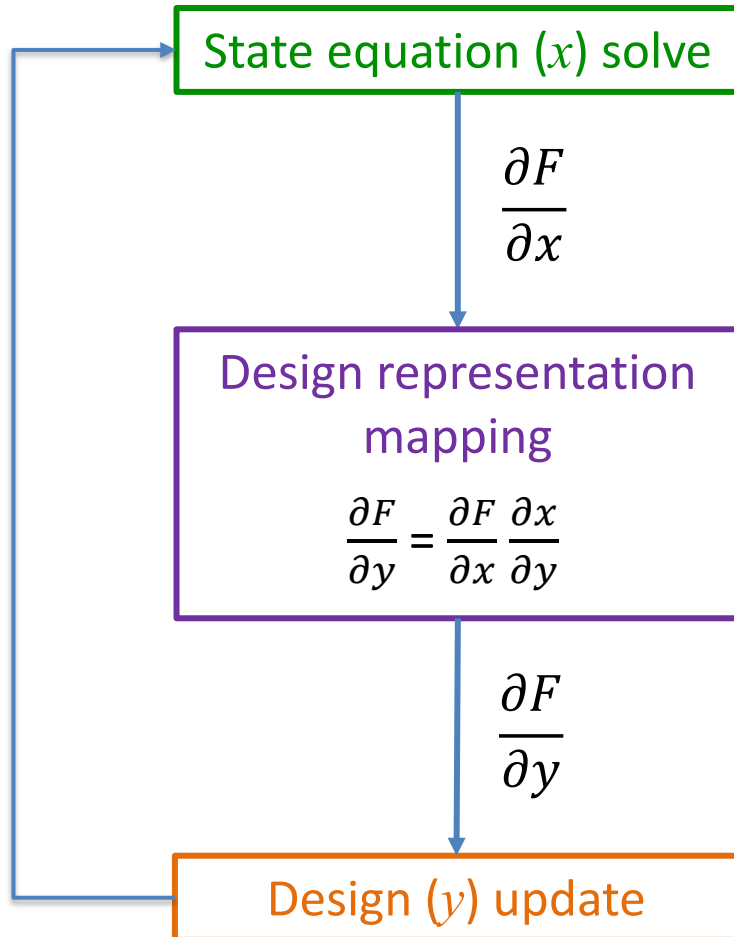 State equation (x) solve
∂F/∂x
Design representation
mapping
∂F/∂y = ∂F/∂x ∂x/∂y
∂F/∂y
Design (y) update